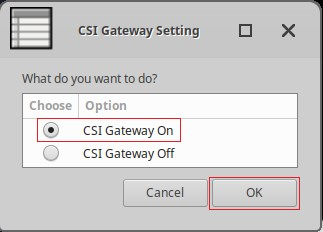 CSI Gateway Setting
What do you want to do?
Choose Option
CSI Gateway On
CSI Gateway Off
Cancel OK